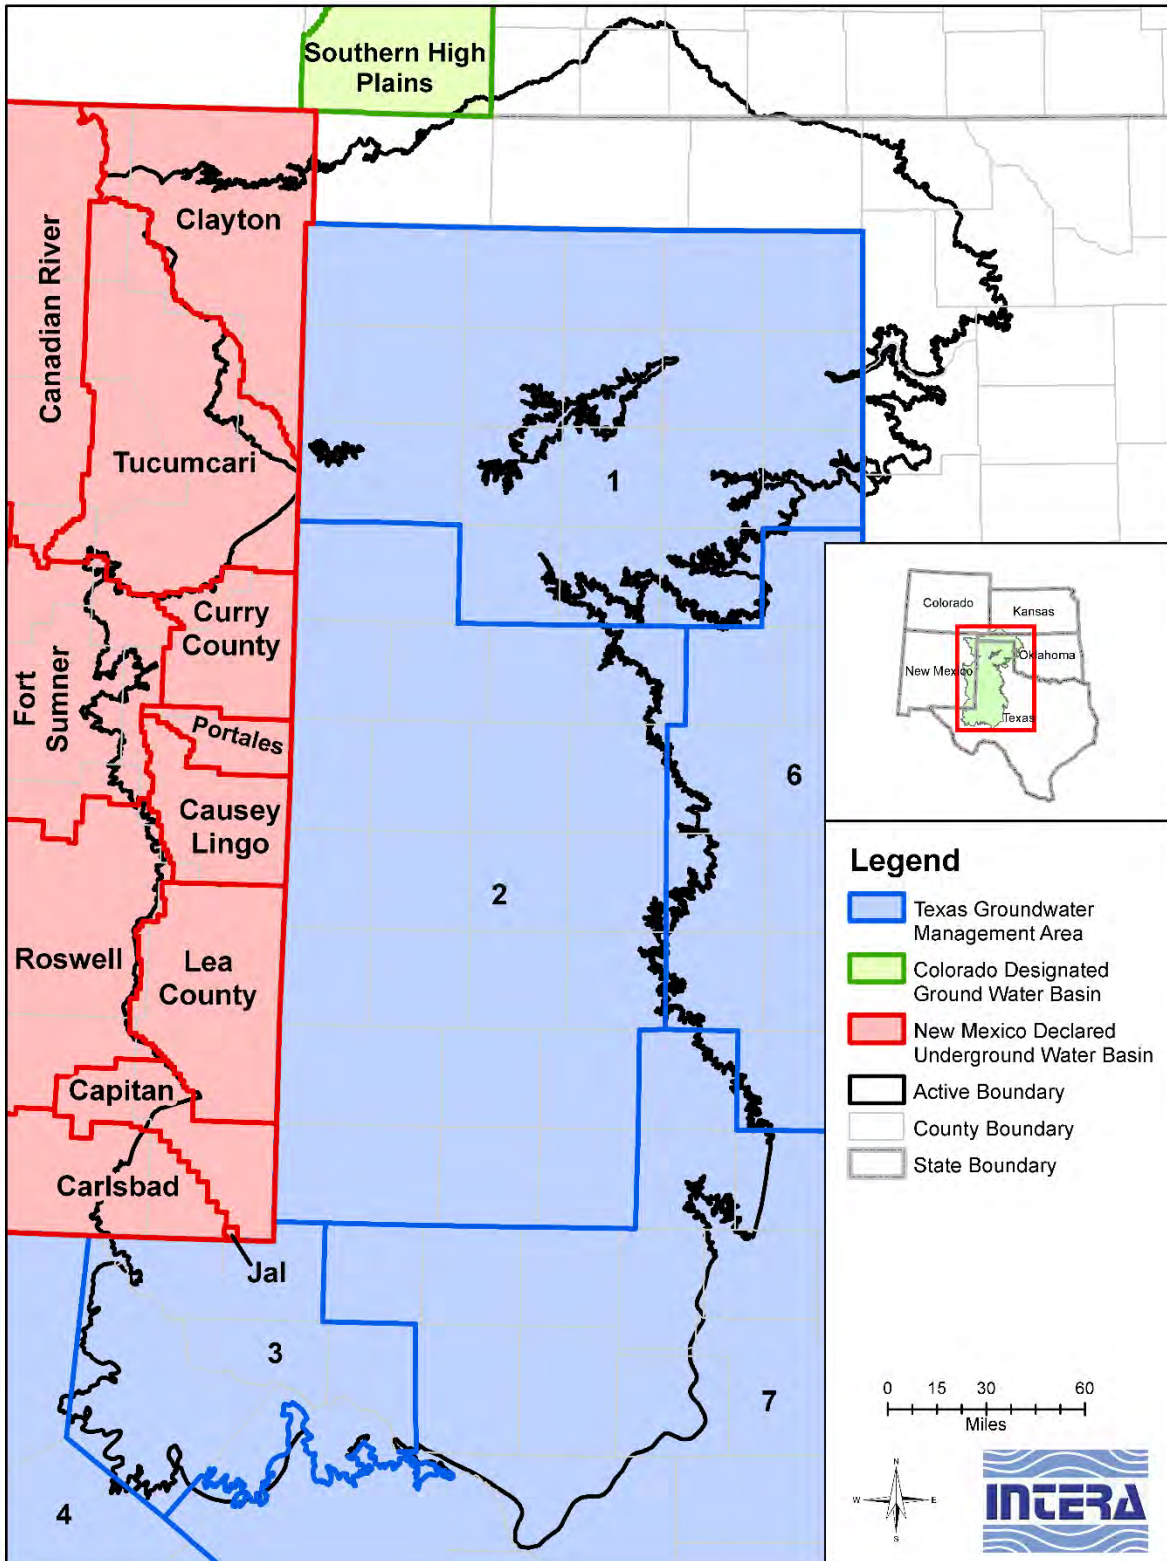 Southern High
Plains
Clayton
Canadian River
Tucumcari
1
Curry
County
Fort
Sumner
Portales
Causey
Lingo
2
6
Roswell
Lea
County
Capitan
Carlsbad
Jal
3
7
4
Colorado
Kansas
New Mexico
Oklahoma
Texas
Legend
Texas Groundwater
Management Area
Colorado Designated
Ground Water Basin
New Mexico Declared
Underground Water Basin
Active Boundary
County Boundary
State Boundary
0 15 30 60
Miles
N
W E
S
INTERA